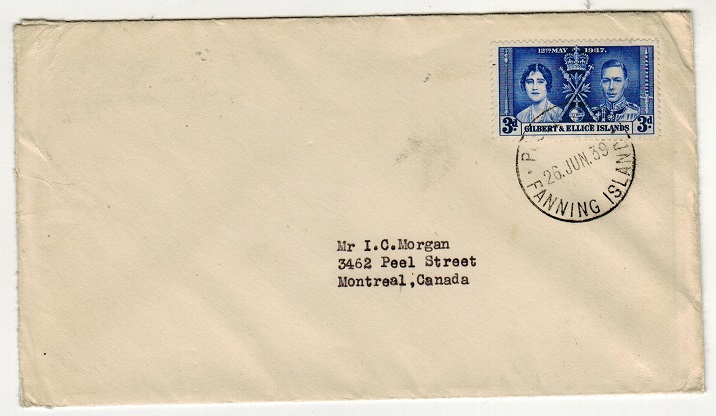 12TH MAY 1937.
3d GILBERT & ELLICE ISLANDS 3d
26.JUN.39
FANNING ISLAND
Mr I.C.Morgan
3462 Peel Street
Montreal,Canada